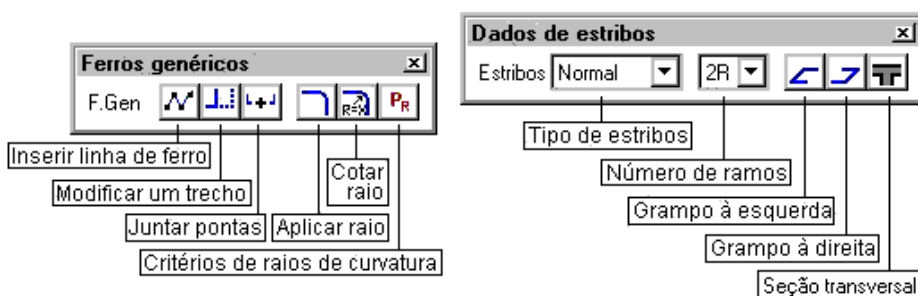 Ferros genéricos
F.Gen
R=X
PR
Inserir linha de ferro
Modificar um trecho
Juntar pontas
Aplicar raio
Cotar
raio
Critérios de raios de curvatura
Dados de estribos
Estribos Normal 2R
Tipo de estribos
Número de ramos
Grampo à esquerda
Grampo à direita
Seção transversal